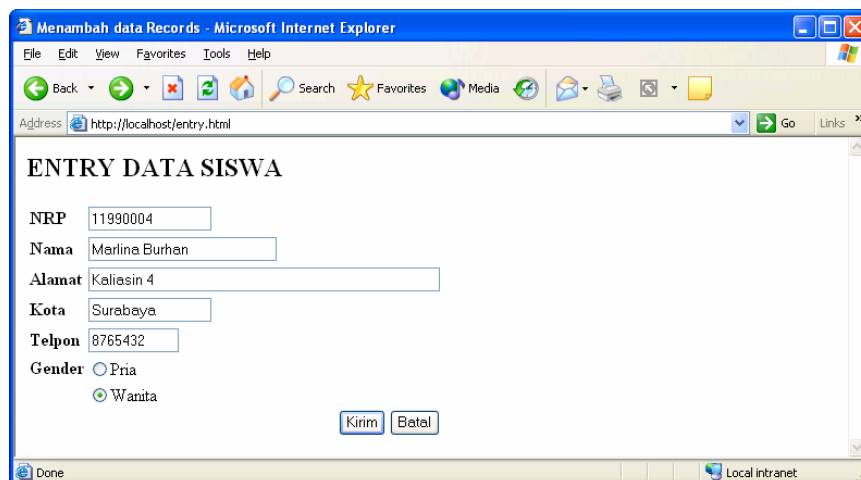 Menambah data Records - Microsoft Internet Explorer
File Edit View Favorites Tools Help
Back Search Favorites Media
Address http://localhost/entry.html Go Links »
ENTRY DATA SISWA
NRP 11990004
Nama Marlina Burhan
Alamat Kaliasin 4
Kota Surabaya
Telpon 8765432
Gender Pria
Wanita
Kirim Batal
Done Local intranet